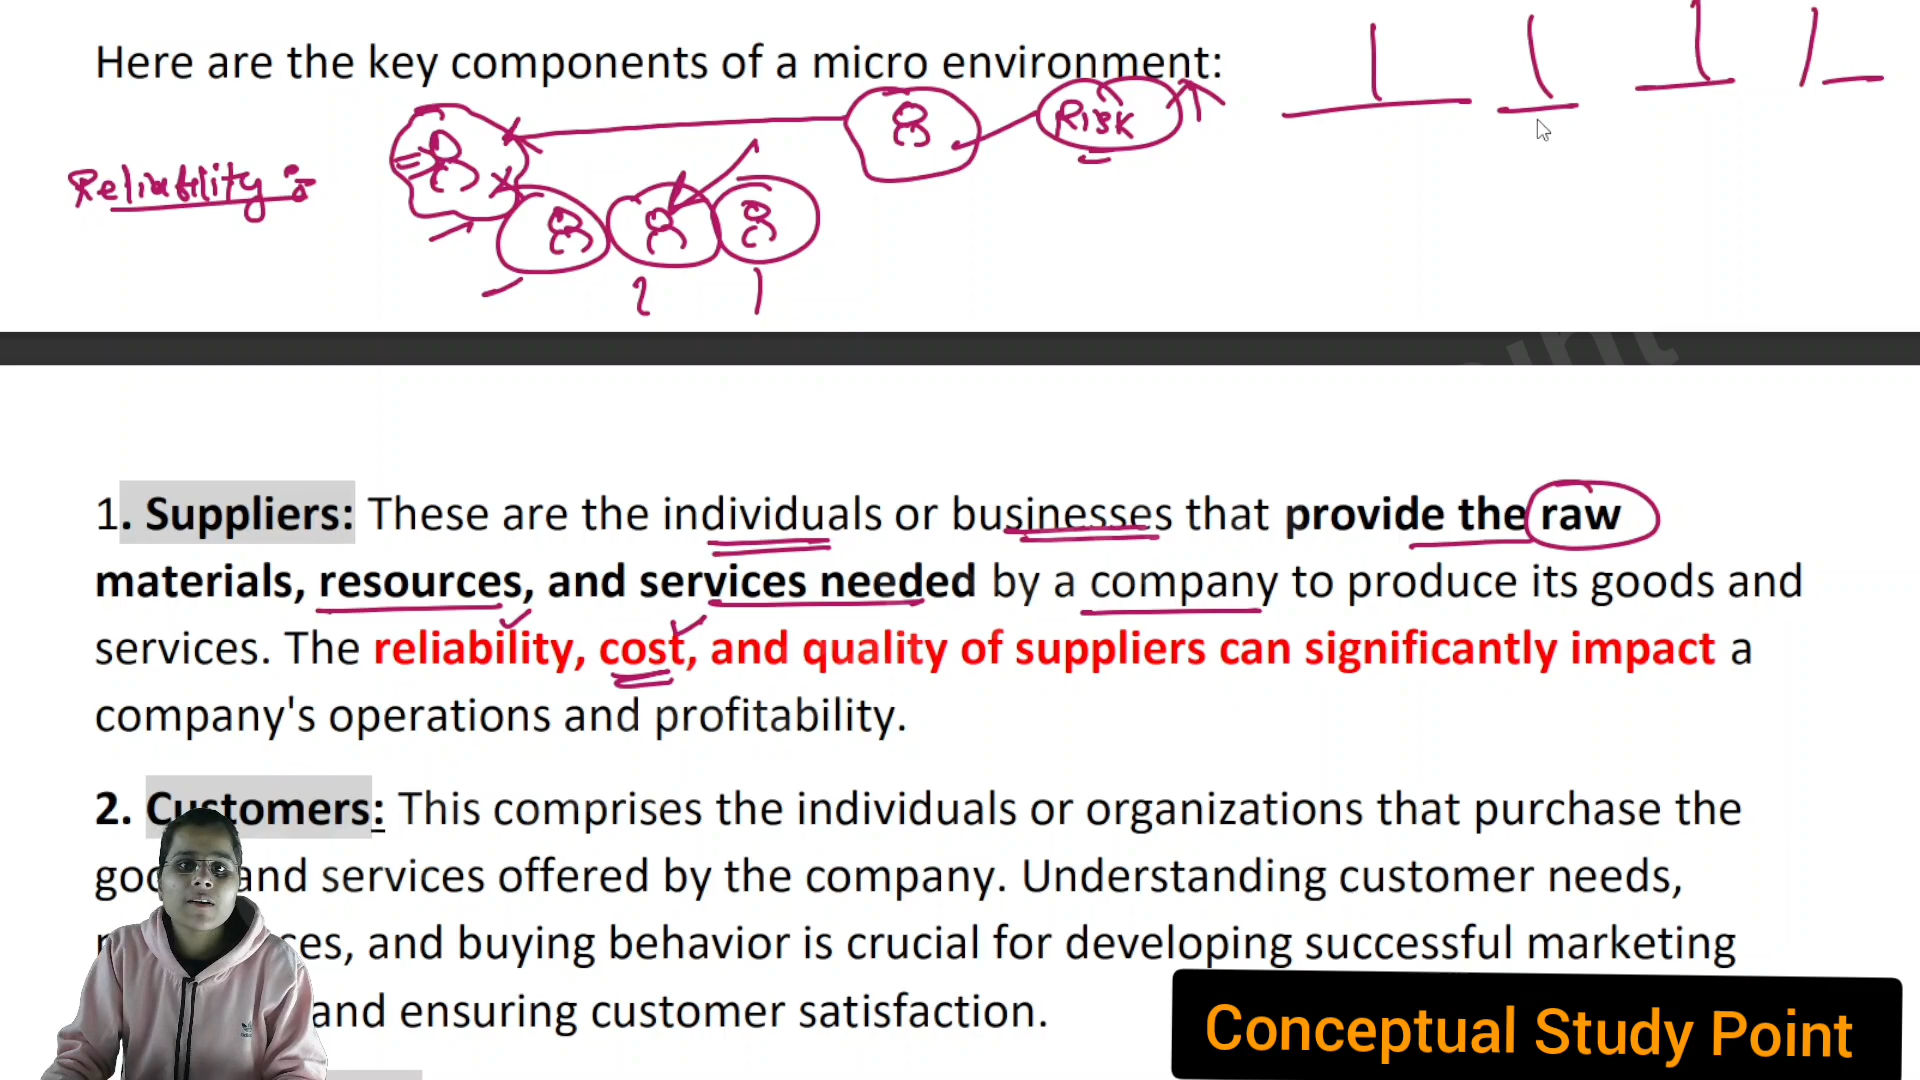 Here are the key components of a micro environment:
Risk
Reliability :
2 1
1. Suppliers: These are the individuals or businesses that provide the raw
materials, resources, and services needed by a company to produce its goods and
services. The reliability, cost, and quality of suppliers can significantly impact a
company's operations and profitability.
2. Customers: This comprises the individuals or organizations that purchase the
and services offered by the company. Understanding customer needs,
and buying behavior is crucial for developing successful marketing
and ensuring customer satisfaction.
Conceptual Study Point